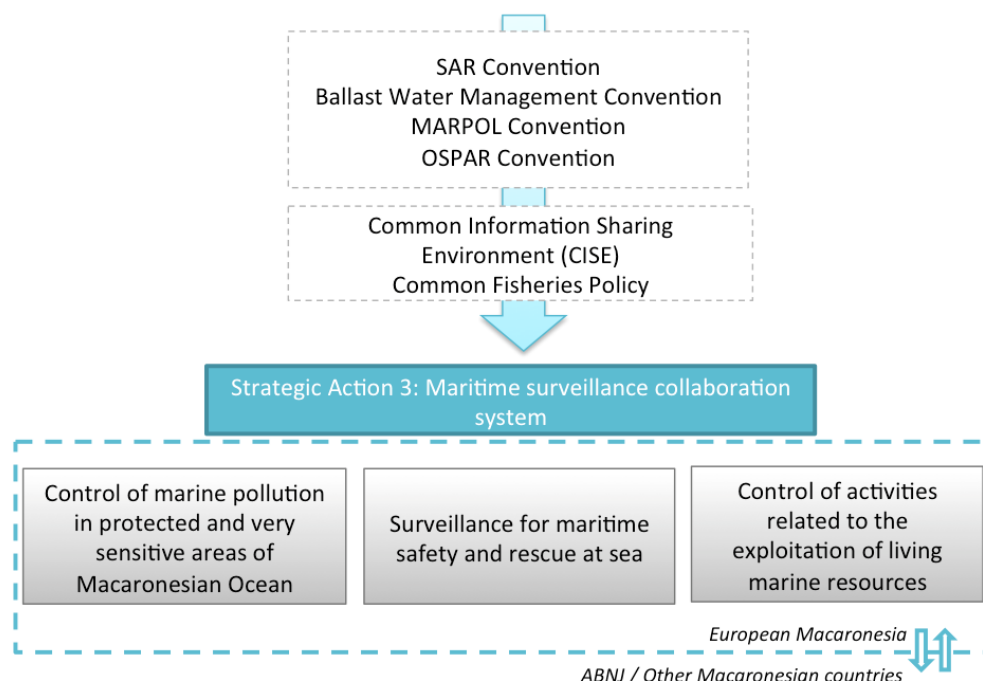 SAR Convention
Ballast Water Management Convention
MARPOL Convention
OSPAR Convention
Common Information Sharing
Environment (CISE)
Common Fisheries Policy
Strategic Action 3: Maritime surveillance collaboration
system
Control of marine pollution
in protected and very
sensitive areas of
Macaronesian Ocean
Surveillance for maritime
safety and rescue at sea
Control of activities
related to the
exploitation of living
marine resources
European Macaronesia
ABNJ / Other Macaronesian countries